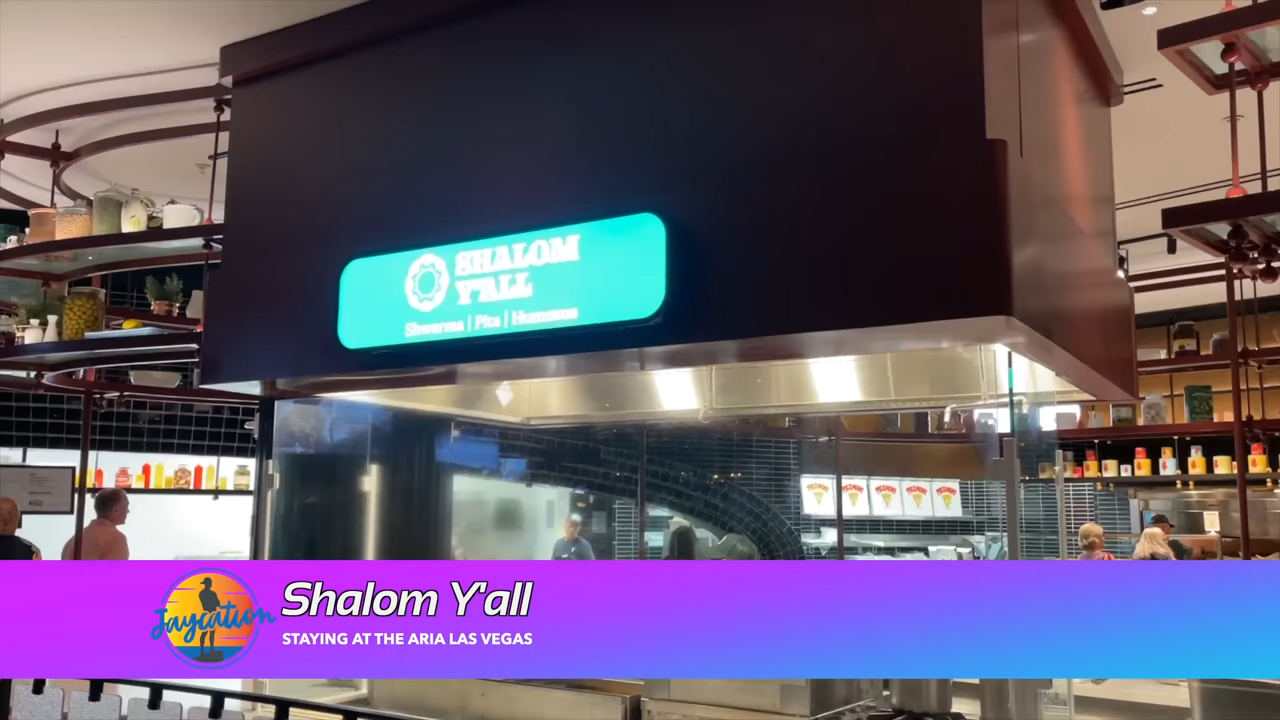 SHALOM
Y'ALL
Shwarma | Pita | Hummus
Jaycation
Shalom Y'all
STAYING AT THE ARIA LAS VEGAS